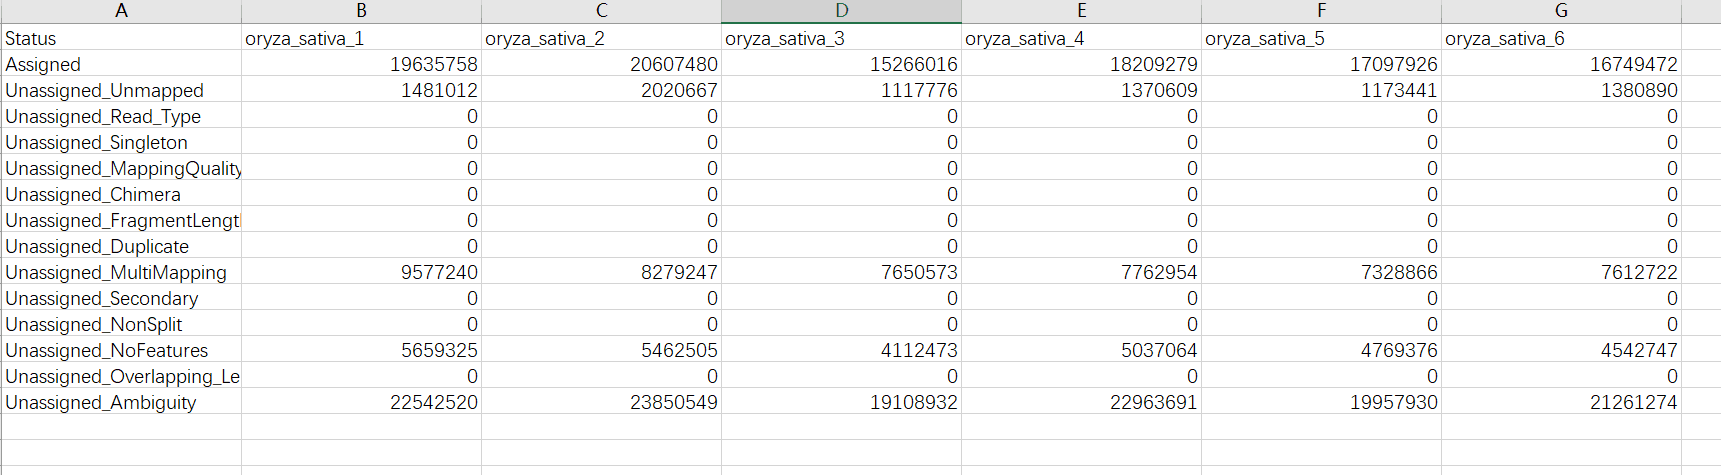 A B C D E F G
Status oryza_sativa_1 oryza_sativa_2 oryza_sativa_3 oryza_sativa_4 oryza_sativa_5 oryza_sativa_6
Assigned 19635758 20607480 15266016 18209279 17097926 16749472
Unassigned_Unmapped 1481012 2020667 1117776 1370609 1173441 1380890
Unassigned_Read_Type 0 0 0 0 0 0
Unassigned_Singleton 0 0 0 0 0 0
Unassigned_MappingQuality 0 0 0 0 0 0
Unassigned_Chimera 0 0 0 0 0 0
Unassigned_FragmentLengt 0 0 0 0 0 0
Unassigned_Duplicate 0 0 0 0 0 0
Unassigned_MultiMapping 9577240 8279247 7650573 7762954 7328866 7612722
Unassigned_Secondary 0 0 0 0 0 0
Unassigned_NonSplit 0 0 0 0 0 0
Unassigned_NoFeatures 5659325 5462505 4112473 5037064 4769376 4542747
Unassigned_Overlapping_Le 0 0 0 0 0 0
Unassigned_Ambiguity 22542520 23850549 19108932 22963691 19957930 21261274